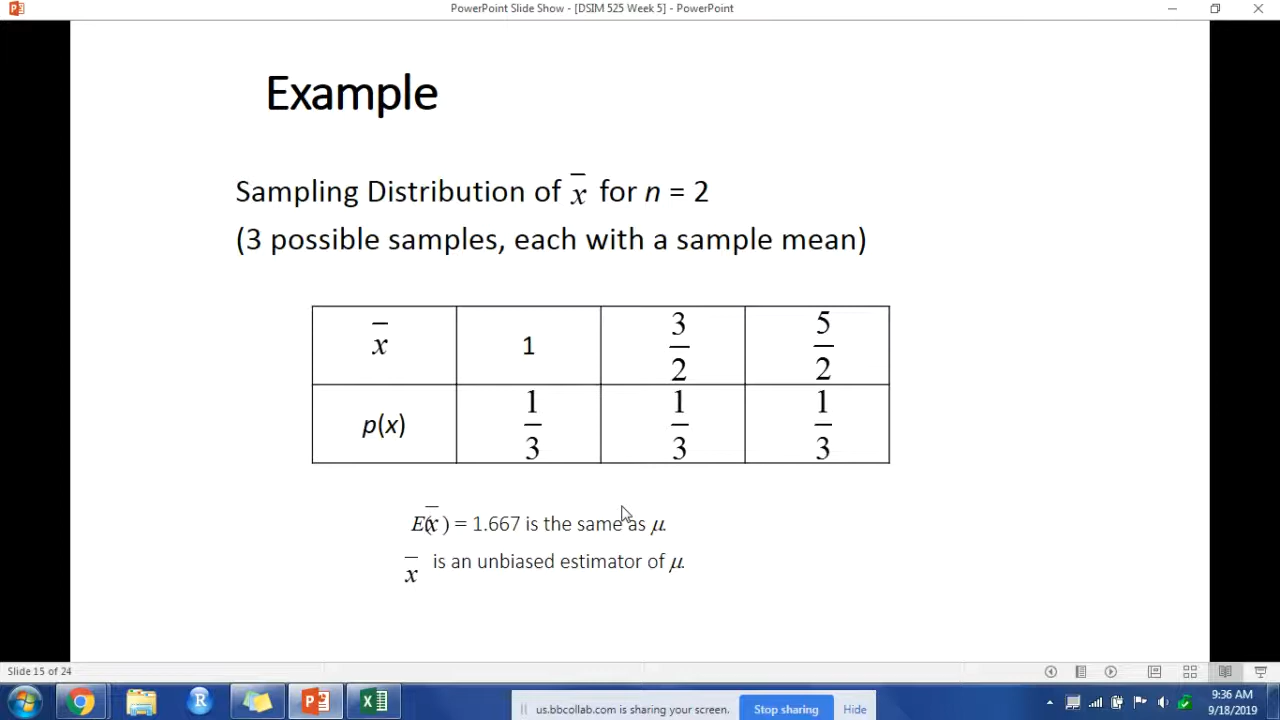 PowerPoint Slide Show - [DSIM 525 Week 5] - PowerPoint
Example
Sampling Distribution of x̅ for n = 2
(3 possible samples, each with a sample mean)
x̅ 1 3/2 5/2
p(x) 1/3 1/3 1/3
E(x̅) = 1.667 is the same as μ.
x̅ is an unbiased estimator of μ.
Slide 15 of 24
us.bbcollab.com is sharing your screen. Stop sharing Hide
9:36 AM
9/18/2019